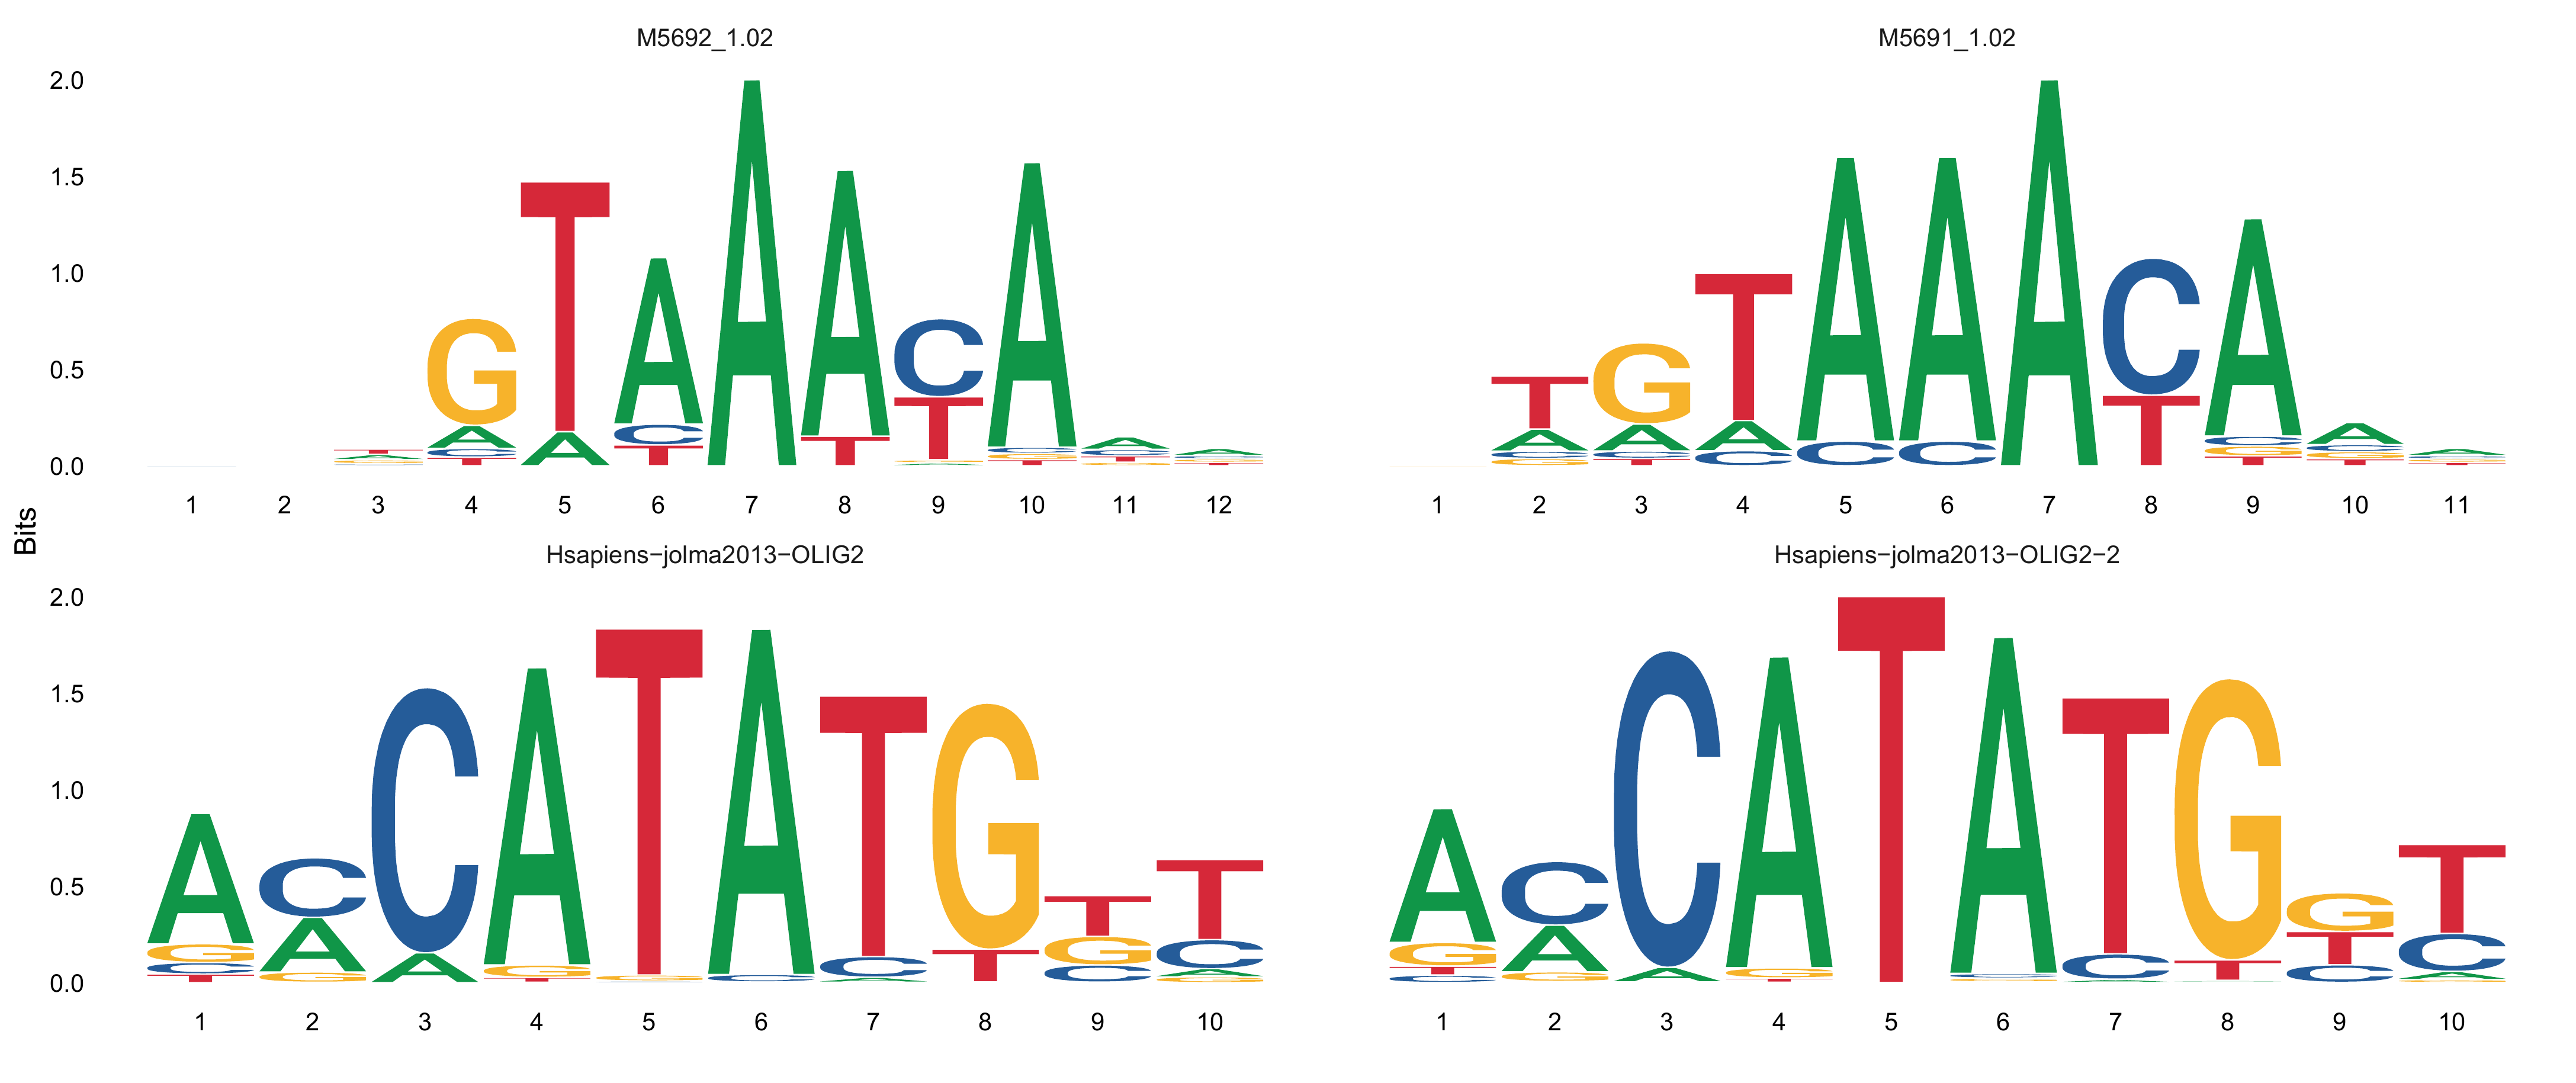 M5692_1.02
M5691_1.02
2.0
1.5
1.0
0.5
0.0
T A C G
G A C T
T A
A C T
A
A T
C T G A
A C G T
A C T G
A C G T
T A C G
G A C T
T A C
A C
A C
A
C T
A C G T
A C G T
A C G T
1 2 3 4 5 6 7 8 9 10 11 12
1 2 3 4 5 6 7 8 9 10 11
Bits
Hsapiens−jolma2013−OLIG2
Hsapiens−jolma2013−OLIG2−2
2.0
1.5
1.0
0.5
0.0
A G C T
C A G
C A
A G T
T G
A C
T C A
G T
T G C
T C A G
A G T C
C A G
C A
A G T
T
A C G
T C A
G T
G T C
T C A G
1 2 3 4 5 6 7 8 9 10
1 2 3 4 5 6 7 8 9 10